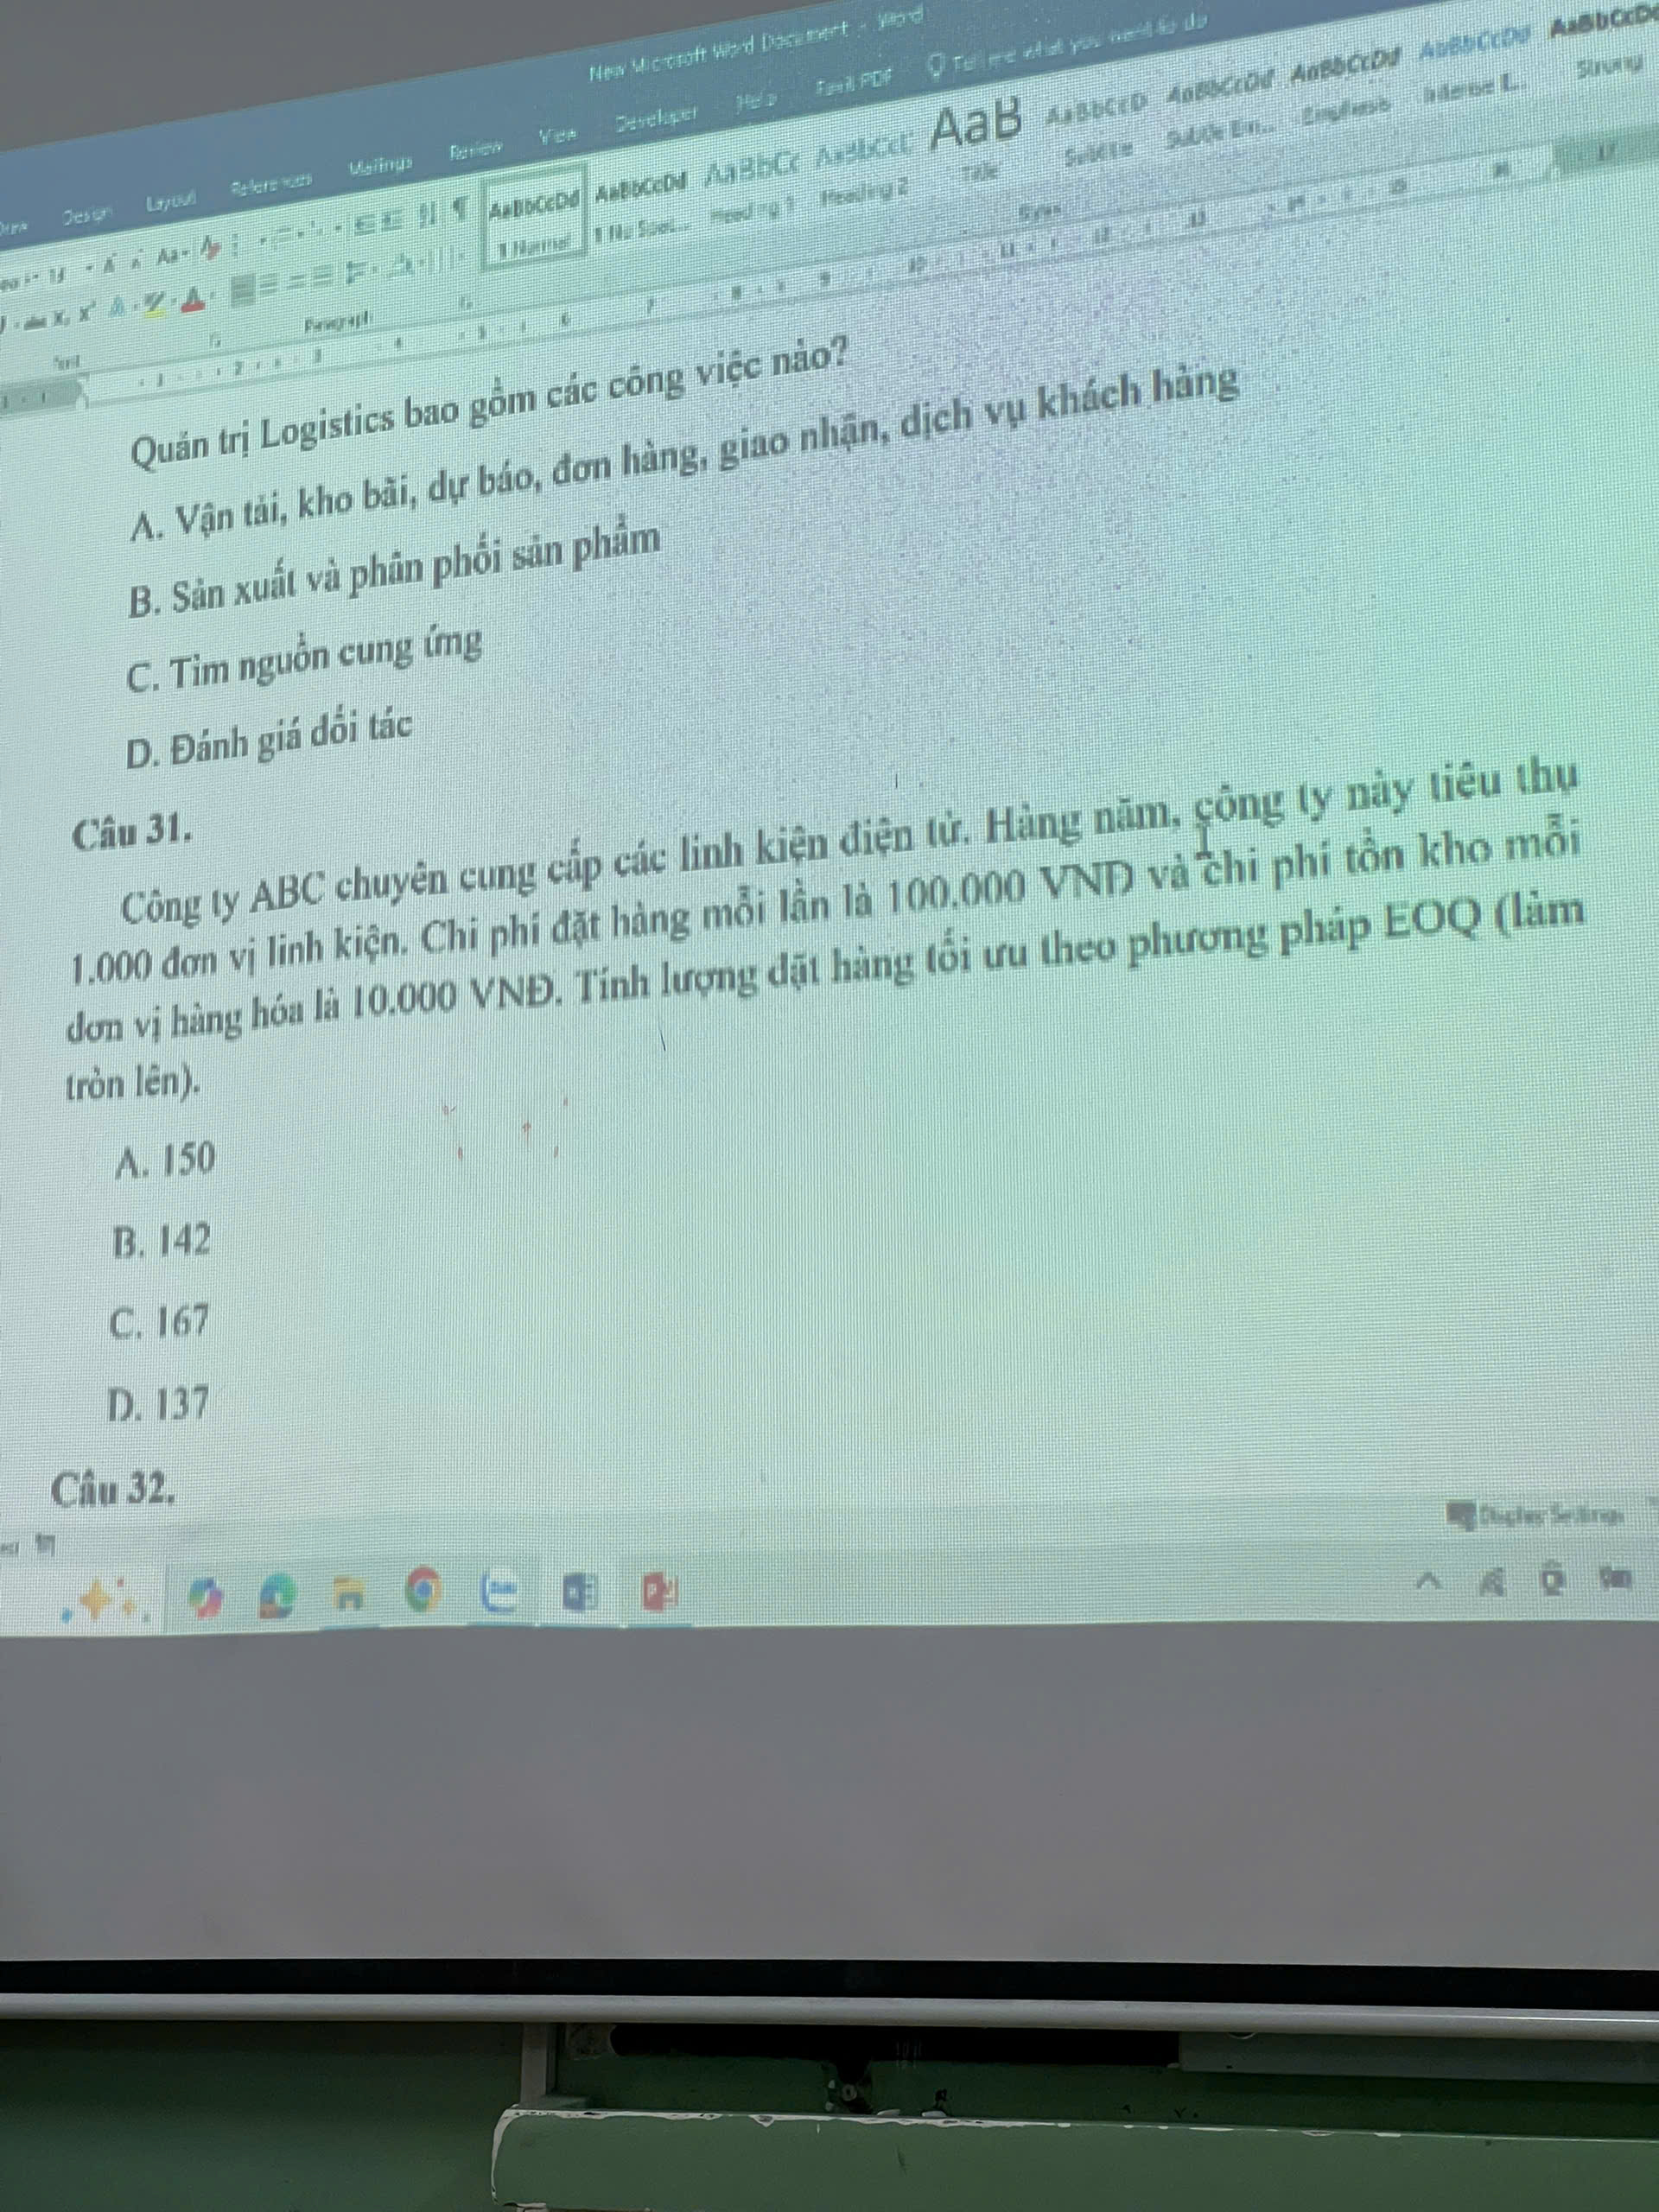 New Microsoft Word Document - Word
Design Layout References Mailings Review View Developer Help Foxit PDF Tell me what you want to do
AaBbCcDd AaBbCcDd AaBbCc AaBbCcE AaB AaBbCcD AaBbCcDd AaBbCcDd AaBbCcDd AaBbCcDd
¶ Normal ¶ No Spac... Heading 1 Heading 2 Title Subtitle Subtle Em... Emphasis Intense E... Strong
Font Paragraph Styles
Quản trị Logistics bao gồm các công việc nào?
A. Vận tải, kho bãi, dự báo, đơn hàng, giao nhận, dịch vụ khách hàng
B. Sản xuất và phân phối sản phẩm
C. Tìm nguồn cung ứng
D. Đánh giá đối tác
Câu 31.
Công ty ABC chuyên cung cấp các linh kiện điện tử. Hàng năm, công ty này tiêu thụ
1.000 đơn vị linh kiện. Chi phí đặt hàng mỗi lần là 100.000 VNĐ và chi phí tồn kho mỗi
đơn vị hàng hóa là 10.000 VNĐ. Tính lượng đặt hàng tối ưu theo phương pháp EOQ (làm
tròn lên).
A. 150
B. 142
C. 167
D. 137
Câu 32.
Display Settings